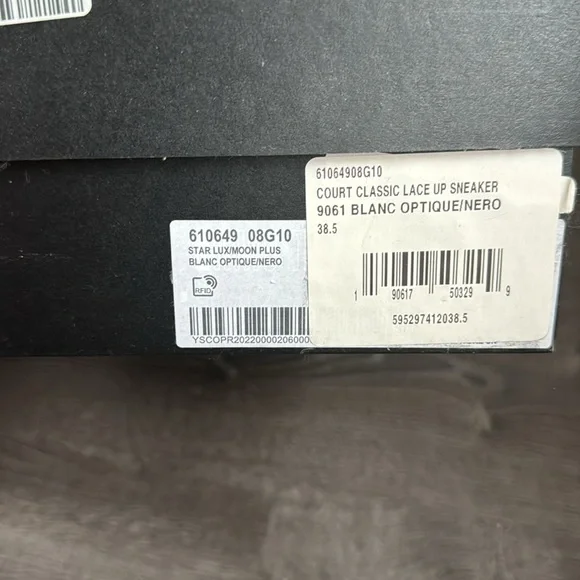 61064908G10
COURT CLASSIC LACE UP SNEAKER
9061 BLANC OPTIQUE/NERO
38.5
1 90617 50329 9
595297412038.5
610649 08G10
STAR LUX/MOON PLUS
BLANC OPTIQUE/NERO
RFID
YSCOPR20220000206000